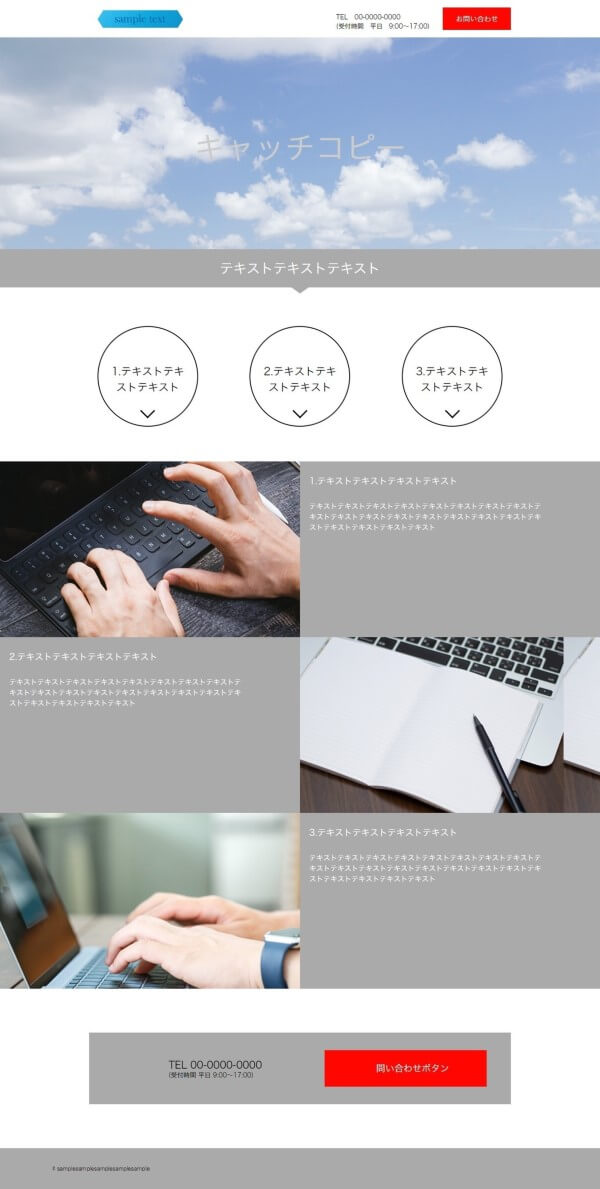 sample text
TEL 00-0000-0000
(受付時間 平日 9:00〜17:00)
お問い合わせ
キャッチコピー
テキストテキストテキスト
1.テキストテキ
ストテキスト
2.テキストテキ
ストテキスト
3.テキストテキ
ストテキスト
1.テキストテキストテキストテキスト
テキストテキストテキストテキストテキストテキストテキストテキストテ
キストテキストテキストテキストテキストテキストテキストテキストテキ
ストテキストテキストテキストテキスト
2.テキストテキストテキストテキスト
テキストテキストテキストテキストテキストテキストテキストテキストテ
キストテキストテキストテキストテキストテキストテキストテキストテキ
ストテキストテキストテキストテキスト
3.テキストテキストテキストテキスト
テキストテキストテキストテキストテキストテキストテキストテキストテ
キストテキストテキストテキストテキストテキストテキストテキストテキ
ストテキストテキストテキストテキスト
TEL 00-0000-0000
(受付時間 平日 9:00〜17:00)
問い合わせボタン
© samplesamplesamplesamplesample